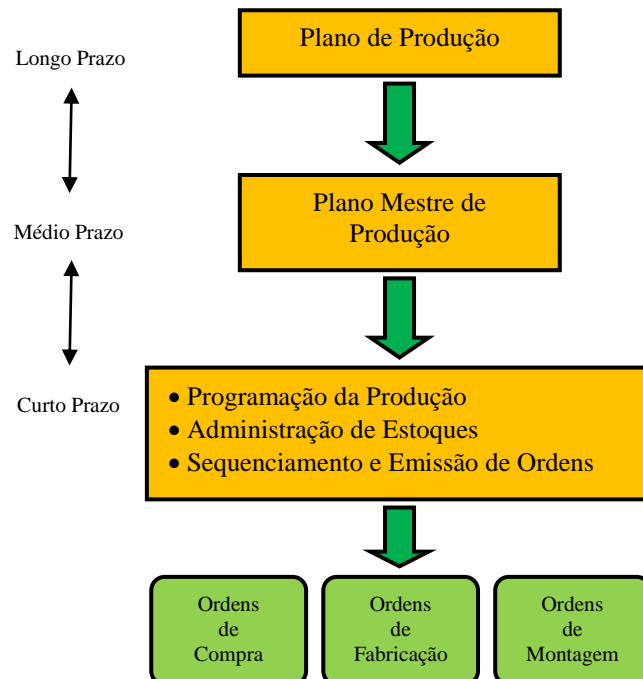 Plano de Produção
Longo Prazo
Plano Mestre de
Produção
Médio Prazo
Curto Prazo
• Programação da Produção
• Administração de Estoques
• Sequenciamento e Emissão de Ordens
Ordens
de
Compra
Ordens
de
Fabricação
Ordens
de
Montagem